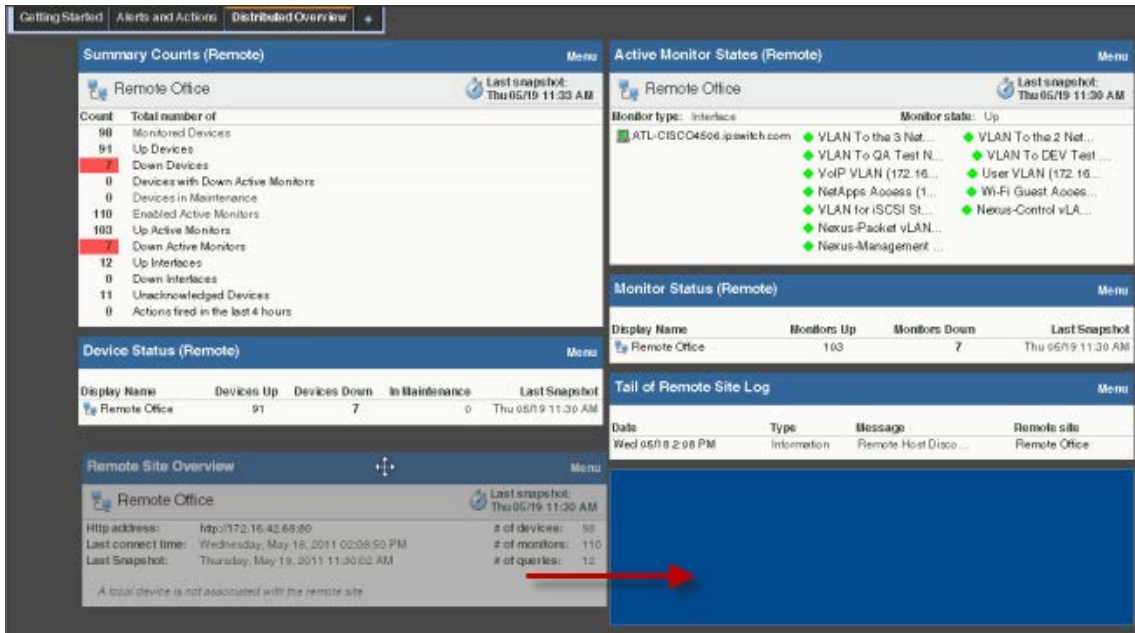 Getting Started Alerts and Actions Distributed Overview +
Summary Counts (Remote) Menu
Remote Office Last snapshot:
Thu 05/19 11:33 AM
Count Total number of
98 Monitored Devices
91 Up Devices
7 Down Devices
0 Devices with Down Active Monitors
0 Devices in Maintenance
110 Enabled Active Monitors
103 Up Active Monitors
7 Down Active Monitors
12 Up Interfaces
0 Down Interfaces
11 Unacknowledged Devices
0 Actions fired in the last 4 hours
Device Status (Remote) Menu
Display Name Devices Up Devices Down In Maintenance Last Snapshot
Remote Office 91 7 0 Thu 05/19 11:30 AM
Remote Site Overview Menu
Remote Office Last snapshot:
Thu 05/19 11:30 AM
Http address: http://172.16.42.68:80 # of devices: 98
Last connect time: Wednesday, May 18, 2011 02:08:50 PM # of monitors: 110
Last Snapshot: Thursday, May 19, 2011 11:30:02 AM # of queries: 12
A local device is not associated with the remote site
Active Monitor States (Remote) Menu
Remote Office Last snapshot:
Thu 05/19 11:30 AM
Monitor type: Interface Monitor state: Up
ATL-CISCO4506.ipswitch.com VLAN To the 3 Net... VLAN To the 2 Net...
VLAN To QA Test N... VLAN To DEV Test ...
VoIP VLAN (172.16... User VLAN (172.16...
NetApps Access (1... Wi-Fi Guest Acces...
VLAN for iSCSI St... Nexus-Control vLA...
Nexus-Packet vLAN...
Nexus-Management ...
Monitor Status (Remote) Menu
Display Name Monitors Up Monitors Down Last Snapshot
Remote Office 103 7 Thu 05/19 11:30 AM
Tail of Remote Site Log Menu
Date Type Message Remote site
Wed 05/18 2:08 PM Information Remote Host Disco... Remote Office